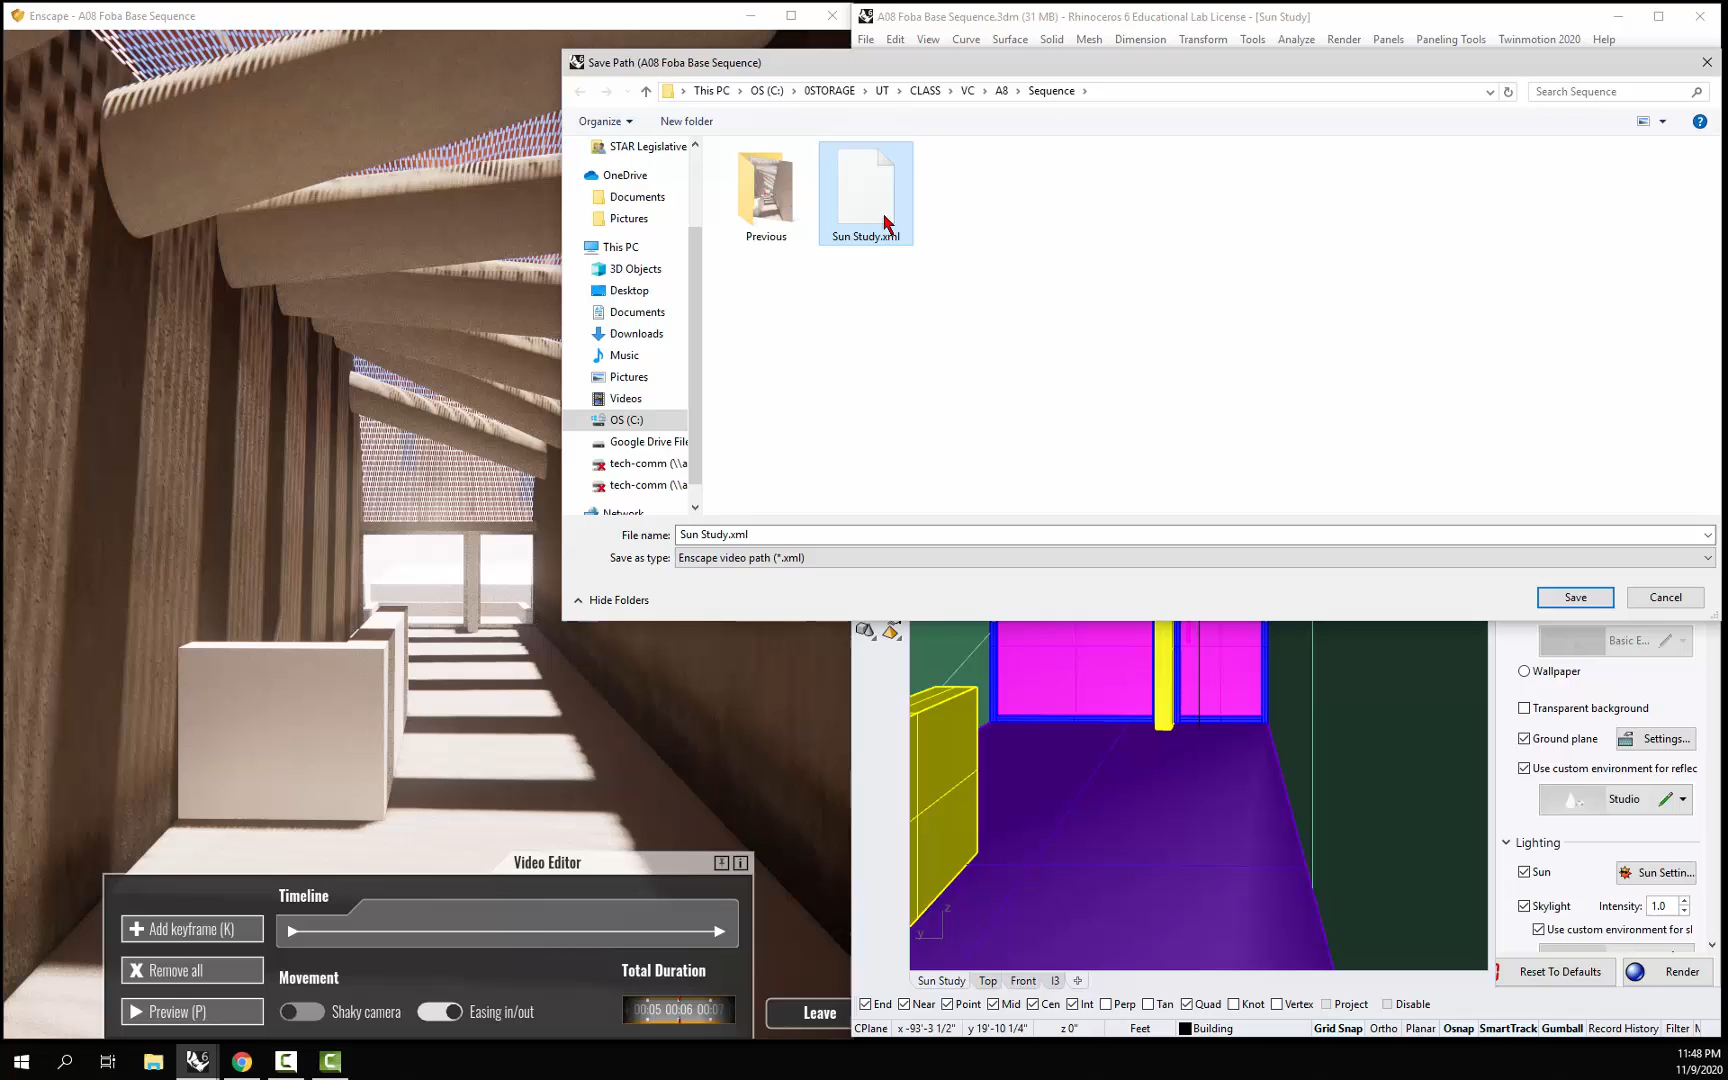 Enscape - A08 Foba Base Sequence
A08 Foba Base Sequence.3dm (31 MB) - Rhinoceros 6 Educational Lab License - [Sun Study]
File Edit View Curve Surface Solid Mesh Dimension Transform Tools Analyze Render Panels Paneling Tools Twinmotion 2020 Help
Save Path (A08 Foba Base Sequence)
This PC OS (C:) 0STORAGE UT CLASS VC A8 Sequence
Search Sequence
Organize New folder
STAR Legislative
OneDrive
Documents
Pictures
This PC
3D Objects
Desktop
Documents
Downloads
Music
Pictures
Videos
OS (C:)
Google Drive File
tech-comm (\\a
tech-comm (\\a
Network
Previous
Sun Study.xml
File name: Sun Study.xml
Save as type: Enscape video path (*.xml)
Hide Folders
Save Cancel
Basic E...
Wallpaper
Transparent background
Ground plane Settings...
Use custom environment for reflec
Studio
Lighting
Sun Sun Settin...
Skylight Intensity: 1.0
Use custom environment for sl
Reset To Defaults Render
z
y
Video Editor
Timeline
Add keyframe (K)
Remove all
Preview (P)
Movement
Shaky camera Easing in/out
Total Duration
00:05 00:06 00:07
Leave
Sun Study Top Front I3
End Near Point Mid Cen Int Perp Tan Quad Knot Vertex Project Disable
CPlane x -93'-3 1/2" y 19'-10 1/4" z 0" Feet Building Grid Snap Ortho Planar Osnap SmartTrack Gumball Record History Filter
11:48 PM
11/9/2020